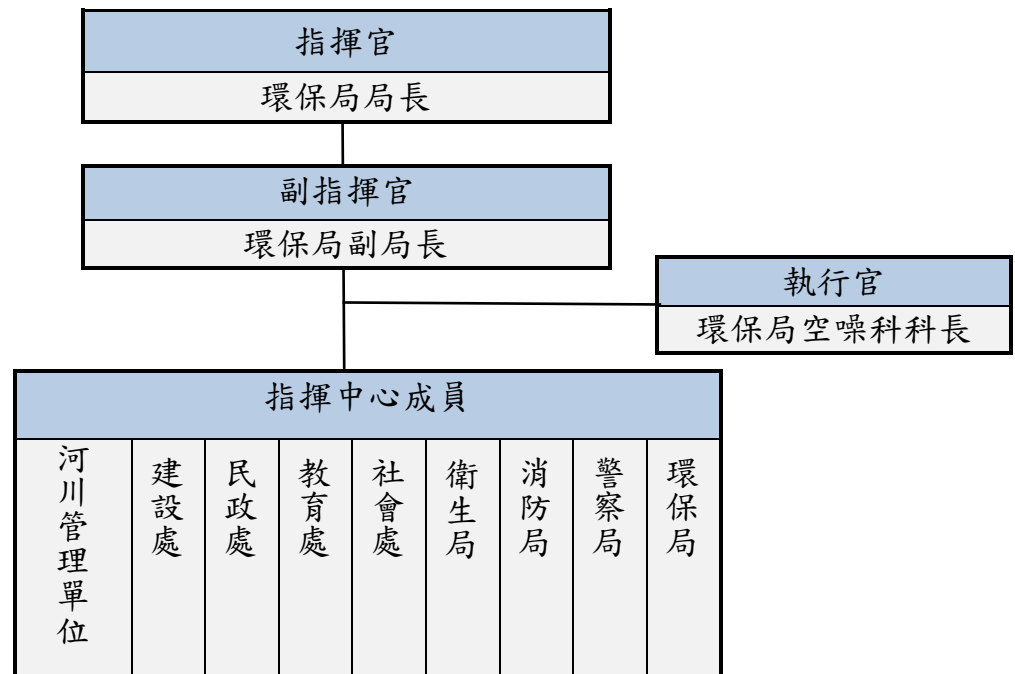 指揮官
環保局局長
副指揮官
環保局副局長
執行官
環保局空噪科科長
指揮中心成員
河川管理單位
建設處
民政處
教育處
社會處
衛生局
消防局
警察局
環保局